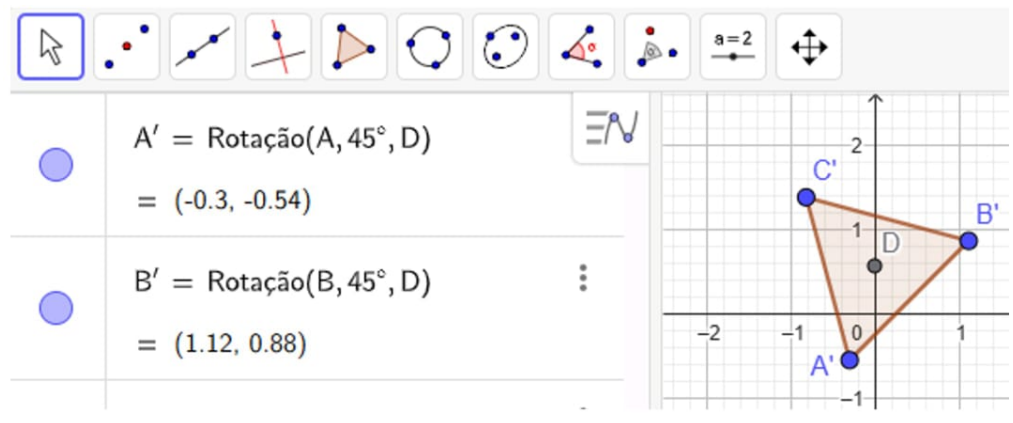 a=2
A′ = Rotação(A, 45°, D)
= (-0.3, -0.54)
B′ = Rotação(B, 45°, D)
= (1.12, 0.88)
2
C'
B'
1
D
−2
−1
0
1
A'
−1